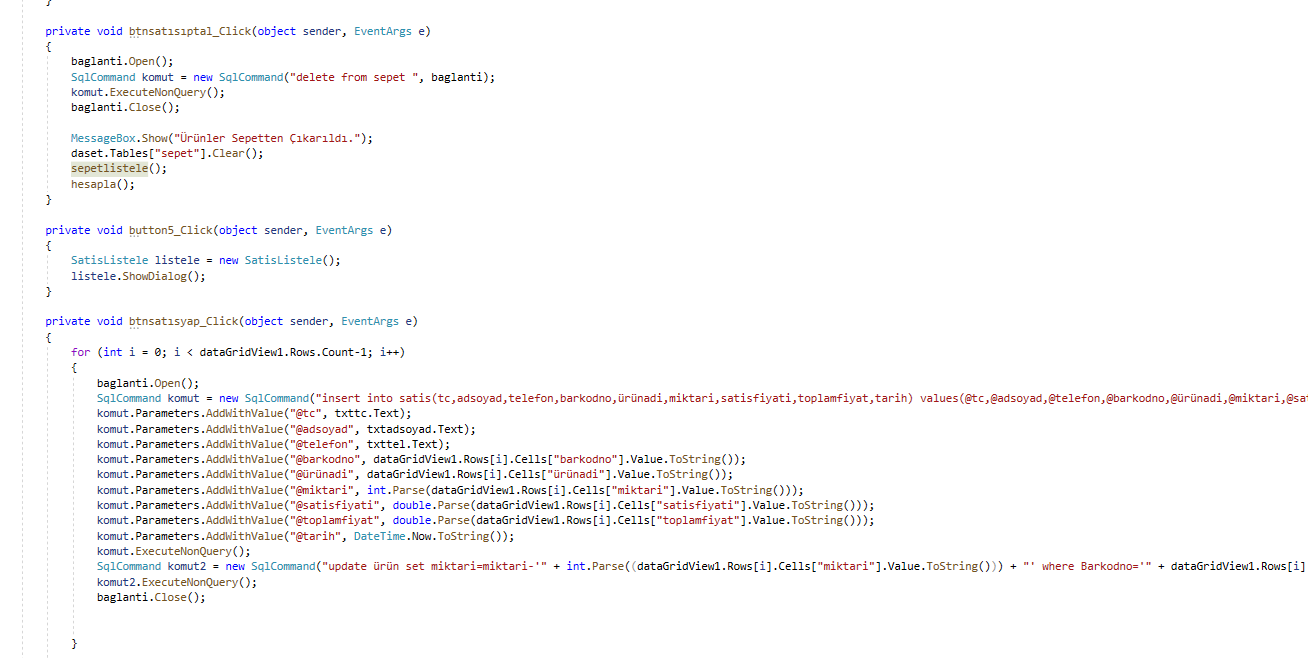 }
private void btnsatısıptal_Click(object sender, EventArgs e)
{
baglanti.Open();
SqlCommand komut = new SqlCommand("delete from sepet ", baglanti);
komut.ExecuteNonQuery();
baglanti.Close();
MessageBox.Show("Ürünler Sepetten Çıkarıldı.");
daset.Tables["sepet"].Clear();
sepetlistele();
hesapla();
}
private void button5_Click(object sender, EventArgs e)
{
SatisListele listele = new SatisListele();
listele.ShowDialog();
}
private void btnsatısyap_Click(object sender, EventArgs e)
{
for (int i = 0; i < dataGridView1.Rows.Count-1; i++)
{
baglanti.Open();
SqlCommand komut = new SqlCommand("insert into satis(tc,adsoyad,telefon,barkodno,ürünadi,miktari,satisfiyati,toplamfiyat,tarih) values(@tc,@adsoyad,@telefon,@barkodno,@ürünadi,@miktari,@sat
komut.Parameters.AddWithValue("@tc", txttc.Text);
komut.Parameters.AddWithValue("@adsoyad", txtadsoyad.Text);
komut.Parameters.AddWithValue("@telefon", txttel.Text);
komut.Parameters.AddWithValue("@barkodno", dataGridView1.Rows[i].Cells["barkodno"].Value.ToString());
komut.Parameters.AddWithValue("@ürünadi", dataGridView1.Rows[i].Cells["ürünadi"].Value.ToString());
komut.Parameters.AddWithValue("@miktari", int.Parse(dataGridView1.Rows[i].Cells["miktari"].Value.ToString()));
komut.Parameters.AddWithValue("@satisfiyati", double.Parse(dataGridView1.Rows[i].Cells["satisfiyati"].Value.ToString()));
komut.Parameters.AddWithValue("@toplamfiyat", double.Parse(dataGridView1.Rows[i].Cells["toplamfiyat"].Value.ToString()));
komut.Parameters.AddWithValue("@tarih", DateTime.Now.ToString());
komut.ExecuteNonQuery();
SqlCommand komut2 = new SqlCommand("update ürün set miktari=miktari-'" + int.Parse((dataGridView1.Rows[i].Cells["miktari"].Value.ToString())) + "' where Barkodno='" + dataGridView1.Rows[i]
komut2.ExecuteNonQuery();
baglanti.Close();
}